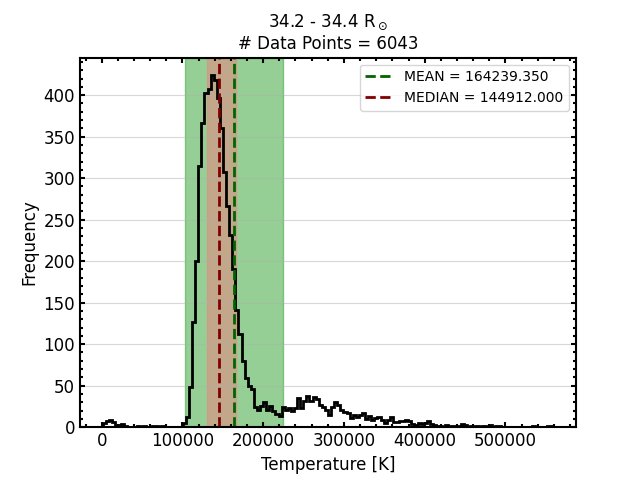 34.2 - 34.4 R⊙
# Data Points = 6043
MEAN = 164239.350
MEDIAN = 144912.000
400
350
300
250
200
150
100
50
0
Frequency
0 100000 200000 300000 400000 500000
Temperature [K]